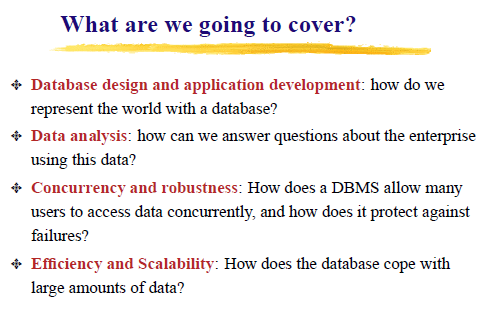 What are we going to cover?
Database design and application development: how do we
represent the world with a database?
Data analysis: how can we answer questions about the enterprise
using this data?
Concurrency and robustness: How does a DBMS allow many
users to access data concurrently, and how does it protect against
failures?
Efficiency and Scalability: How does the database cope with
large amounts of data?